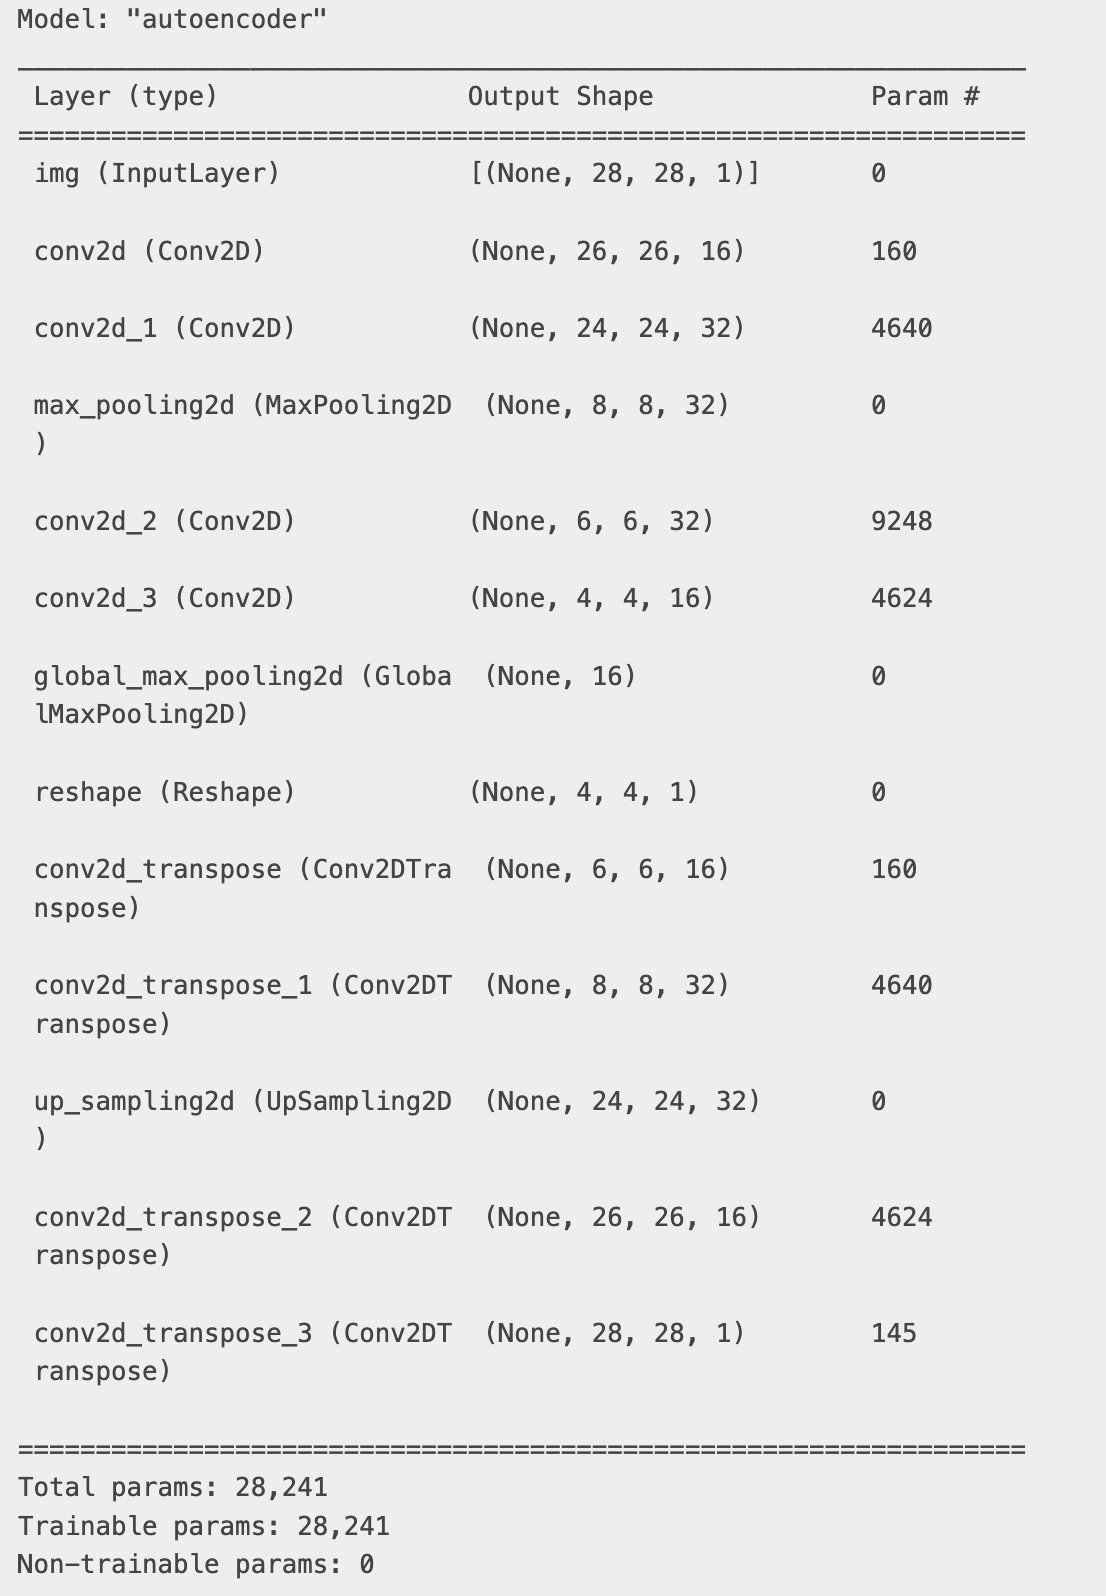 Model: "autoencoder"
_________________________________________________________________
Layer (type) Output Shape Param #
=================================================================
img (InputLayer) [(None, 28, 28, 1)] 0
conv2d (Conv2D) (None, 26, 26, 16) 160
conv2d_1 (Conv2D) (None, 24, 24, 32) 4640
max_pooling2d (MaxPooling2D (None, 8, 8, 32) 0
)
conv2d_2 (Conv2D) (None, 6, 6, 32) 9248
conv2d_3 (Conv2D) (None, 4, 4, 16) 4624
global_max_pooling2d (Globa (None, 16) 0
lMaxPooling2D)
reshape (Reshape) (None, 4, 4, 1) 0
conv2d_transpose (Conv2DTra (None, 6, 6, 16) 160
nspose)
conv2d_transpose_1 (Conv2DT (None, 8, 8, 32) 4640
ranspose)
up_sampling2d (UpSampling2D (None, 24, 24, 32) 0
)
conv2d_transpose_2 (Conv2DT (None, 26, 26, 16) 4624
ranspose)
conv2d_transpose_3 (Conv2DT (None, 28, 28, 1) 145
ranspose)
=================================================================
Total params: 28,241
Trainable params: 28,241
Non-trainable params: 0